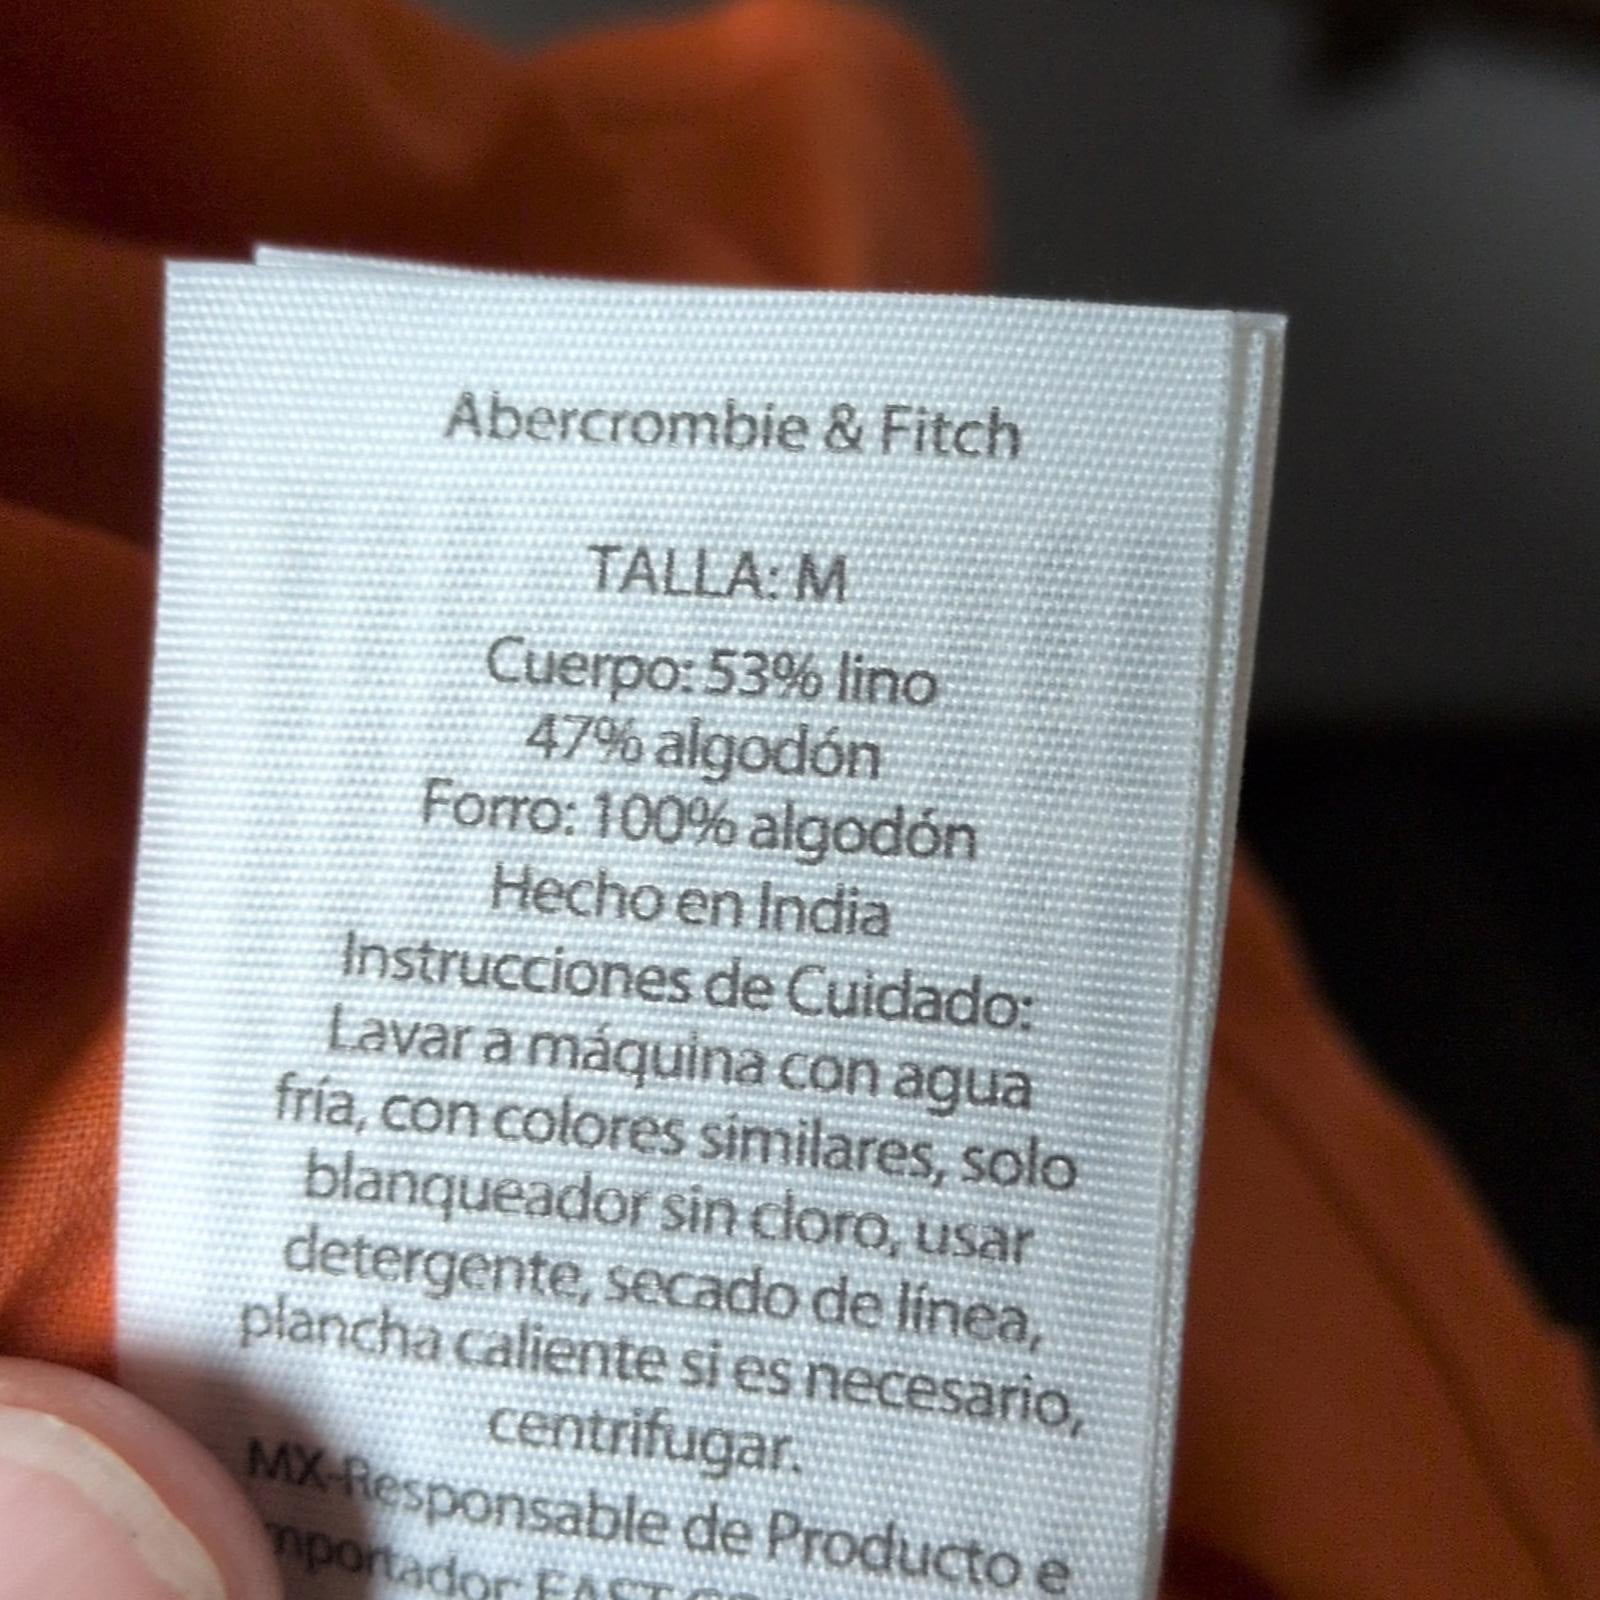 Abercrombie & Fitch
TALLA: M
Cuerpo: 53% lino
47% algodón
Forro: 100% algodón
Hecho en India
Instrucciones de Cuidado:
Lavar a máquina con agua
fría, con colores similares, solo
blanqueador sin cloro, usar
detergente, secado de línea,
plancha caliente si es necesario,
centrifugar.
MX-Responsable de Producto e